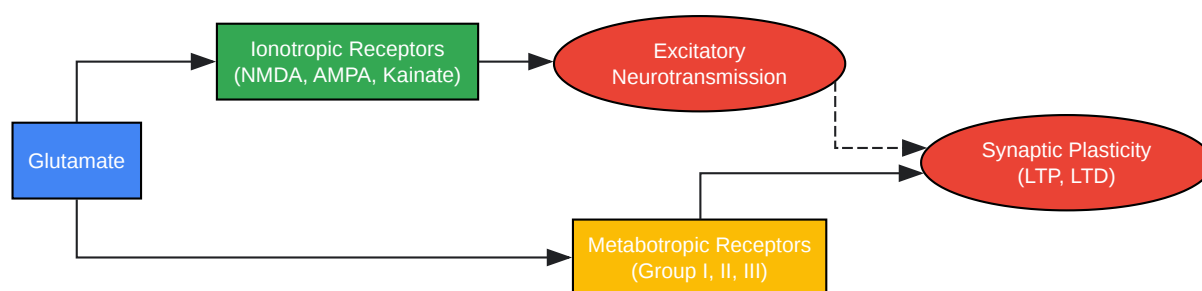 Ionotropic Receptors
(NMDA, AMPA, Kainate)
Excitatory
Neurotransmission
Glutamate
Synaptic Plasticity
(LTP, LTD)
Metabotropic Receptors
(Group I, II, III)